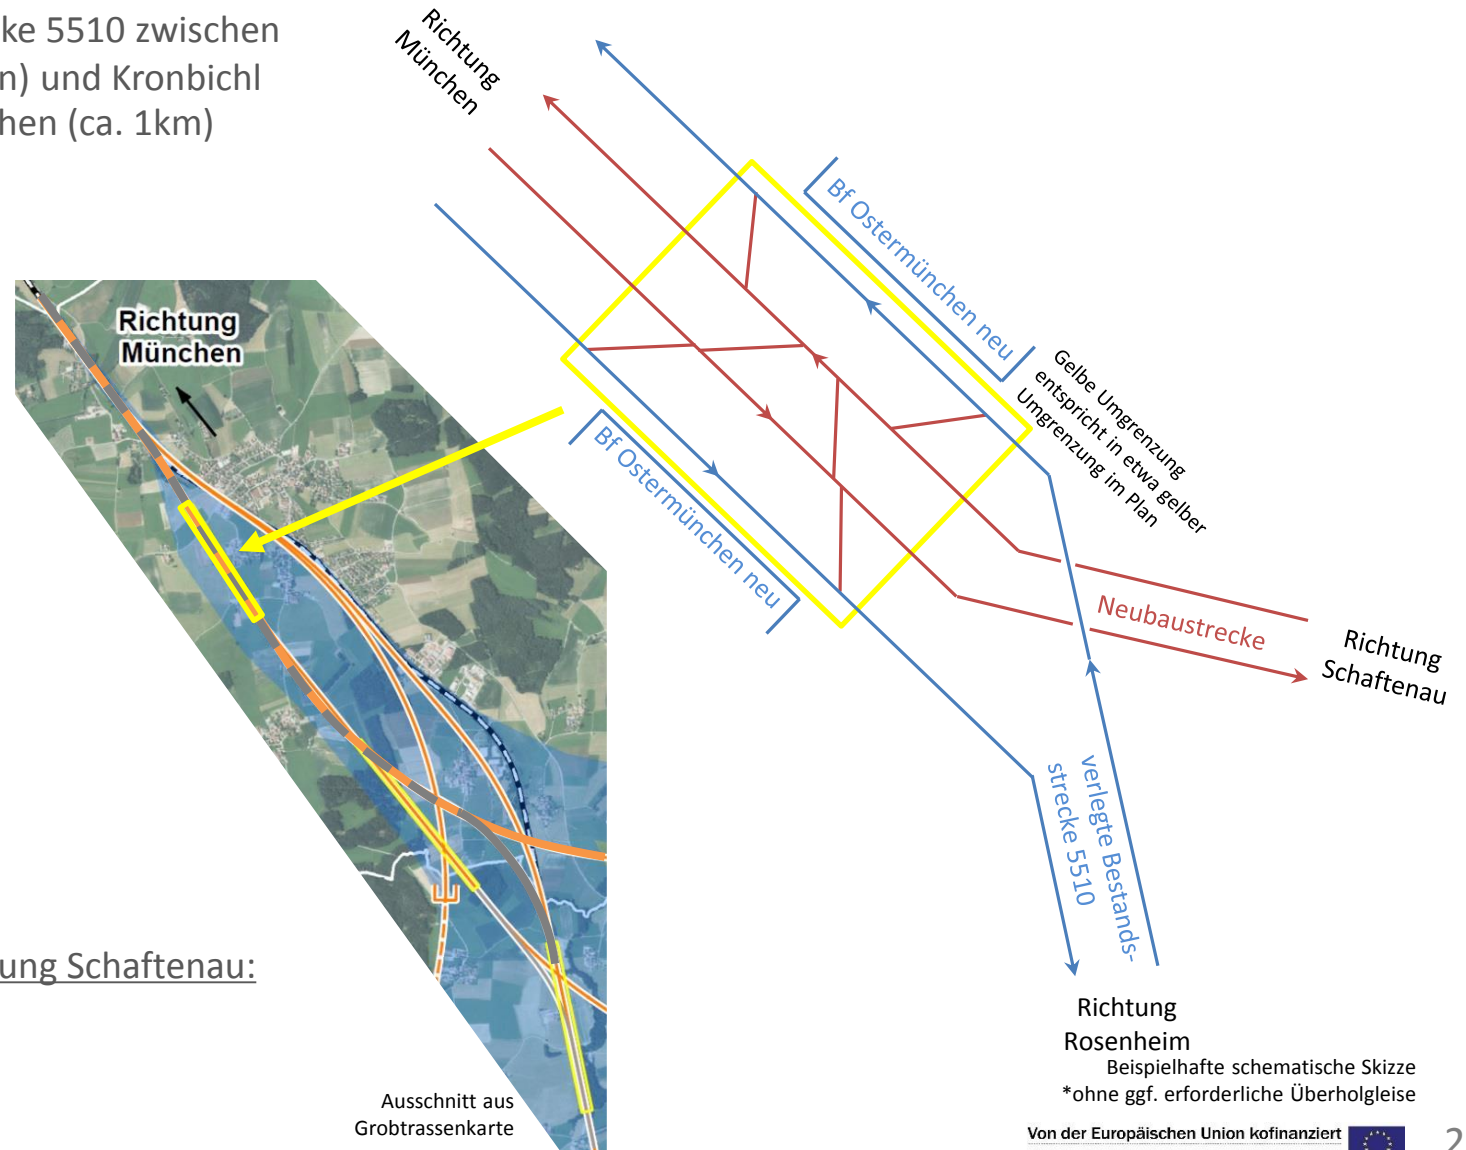 ke 5510 zwischen
n) und Kronbichl
hen (ca. 1km)
Richtung
München
Bf Ostermünchen neu
Gelbe Umgrenzung
entspricht in etwa gelber
Umgrenzung im Plan
Bf Ostermünchen neu
Neubaustrecke
Richtung
Schaftenau
verlegte Bestands-
strecke 5510
Richtung
Rosenheim
Beispielhafte schematische Skizze
*ohne ggf. erforderliche Überholgleise
Richtung
München
ung Schaftenau:
Ausschnitt aus
Grobtrassenkarte
Von der Europäischen Union kofinanziert
2